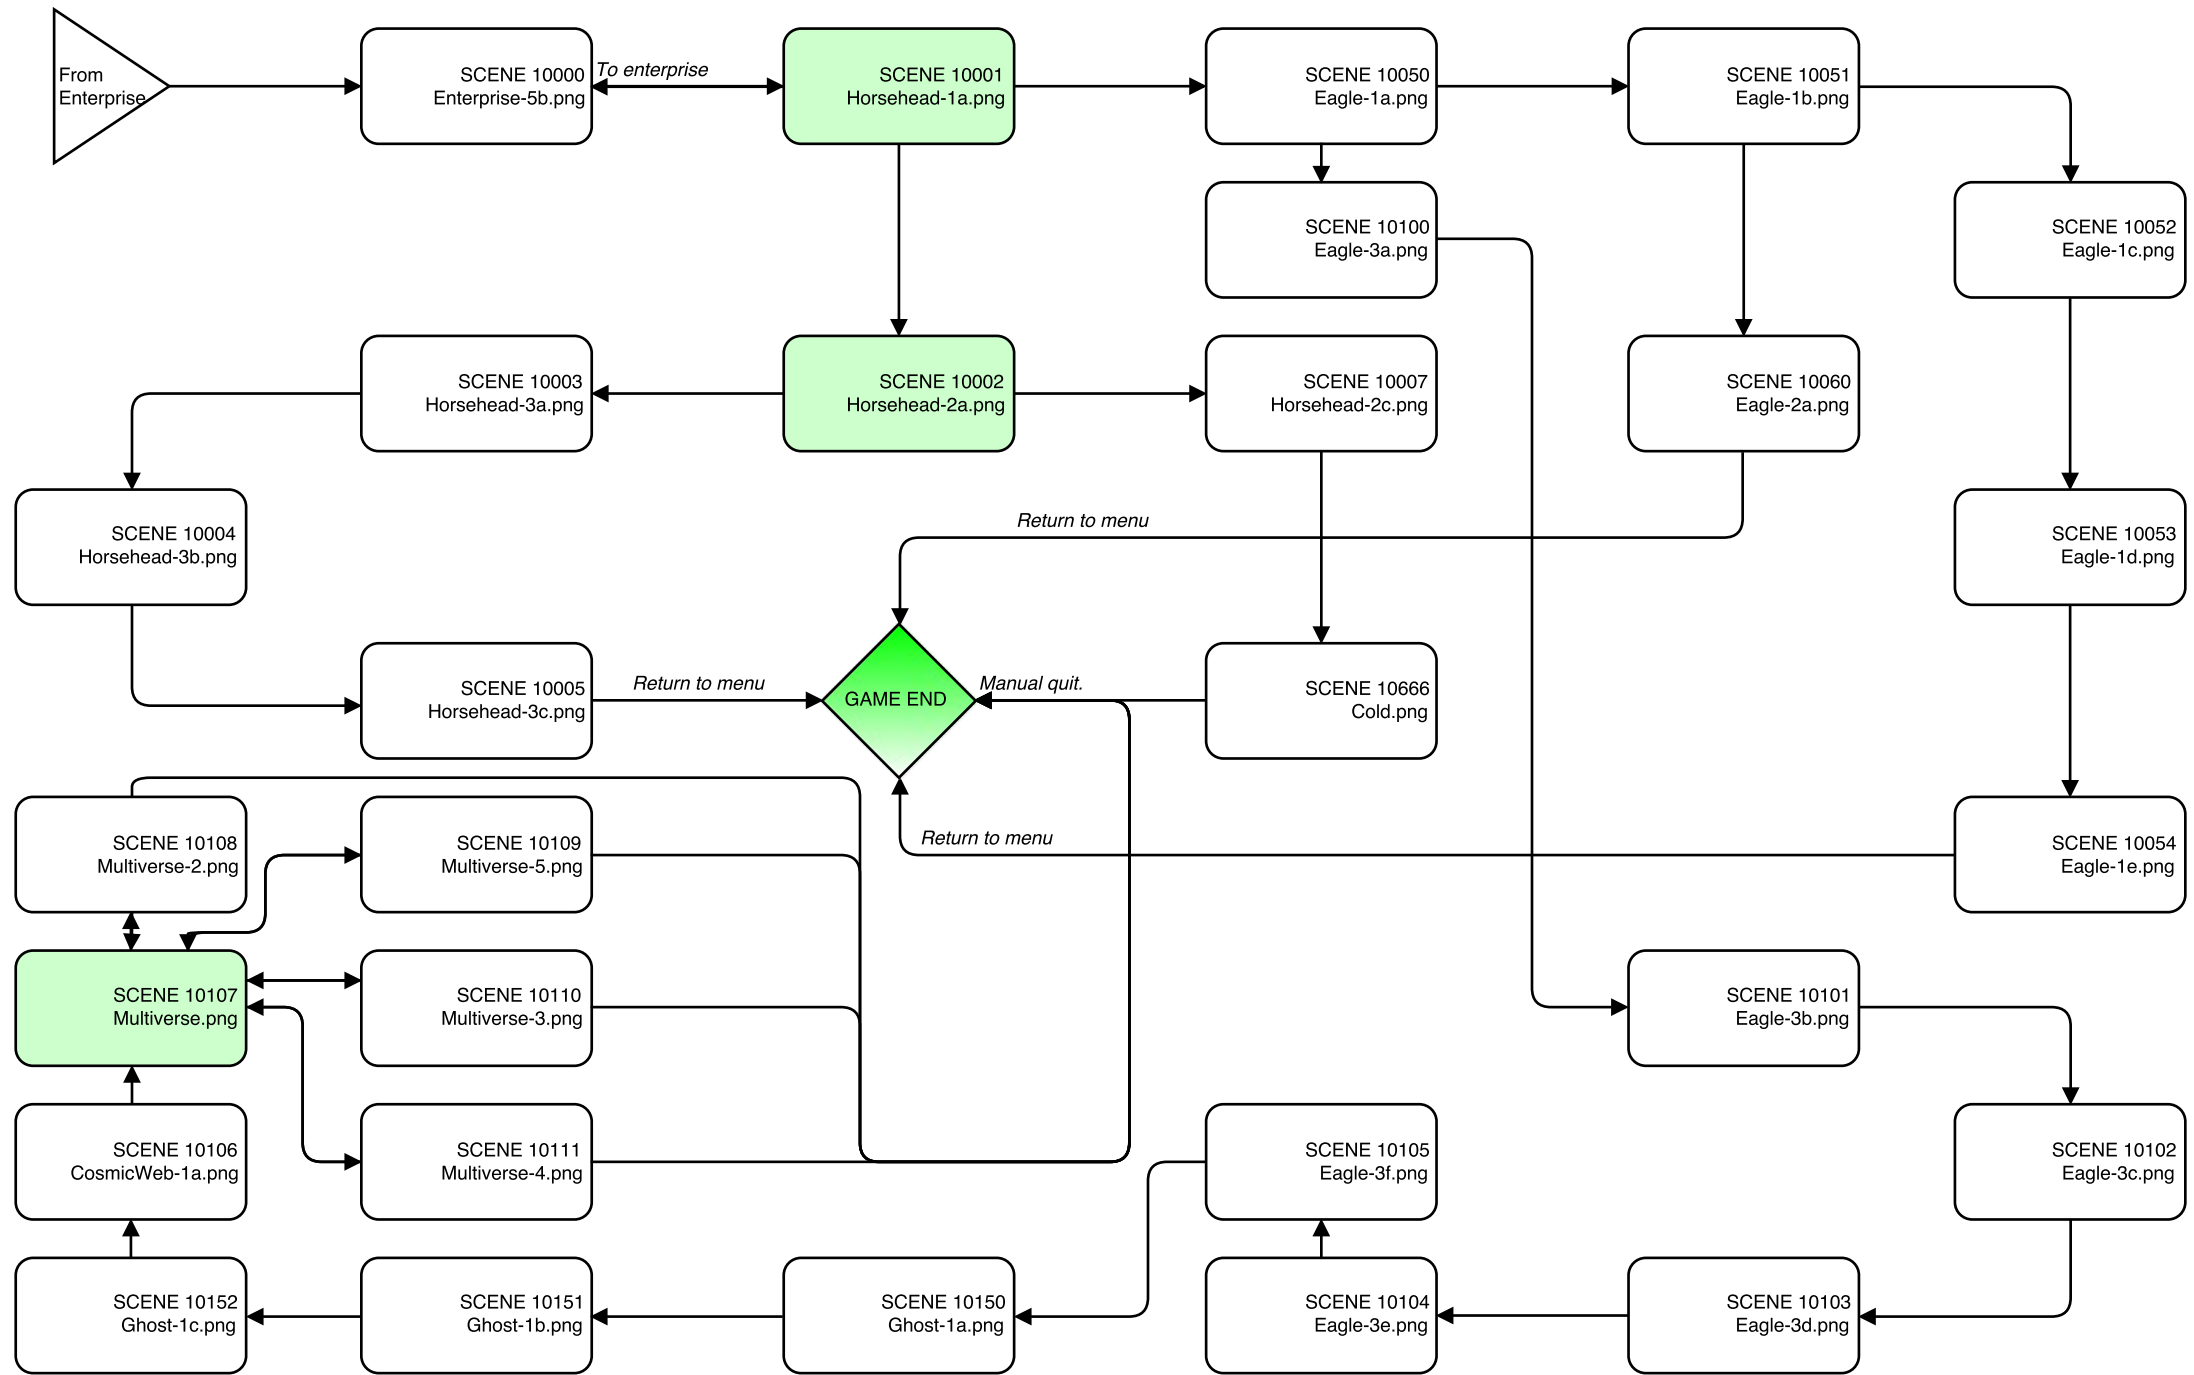 From
Enterprise
SCENE 10000
Enterprise-5b.png
To enterprise
SCENE 10001
Horsehead-1a.png
SCENE 10050
Eagle-1a.png
SCENE 10051
Eagle-1b.png
SCENE 10100
Eagle-3a.png
SCENE 10052
Eagle-1c.png
SCENE 10003
Horsehead-3a.png
SCENE 10002
Horsehead-2a.png
SCENE 10007
Horsehead-2c.png
SCENE 10060
Eagle-2a.png
SCENE 10004
Horsehead-3b.png
Return to menu
SCENE 10053
Eagle-1d.png
SCENE 10005
Horsehead-3c.png
Return to menu
GAME END
Manual quit.
SCENE 10666
Cold.png
SCENE 10108
Multiverse-2.png
SCENE 10109
Multiverse-5.png
Return to menu
SCENE 10054
Eagle-1e.png
SCENE 10107
Multiverse.png
SCENE 10110
Multiverse-3.png
SCENE 10101
Eagle-3b.png
SCENE 10106
CosmicWeb-1a.png
SCENE 10111
Multiverse-4.png
SCENE 10105
Eagle-3f.png
SCENE 10102
Eagle-3c.png
SCENE 10152
Ghost-1c.png
SCENE 10151
Ghost-1b.png
SCENE 10150
Ghost-1a.png
SCENE 10104
Eagle-3e.png
SCENE 10103
Eagle-3d.png